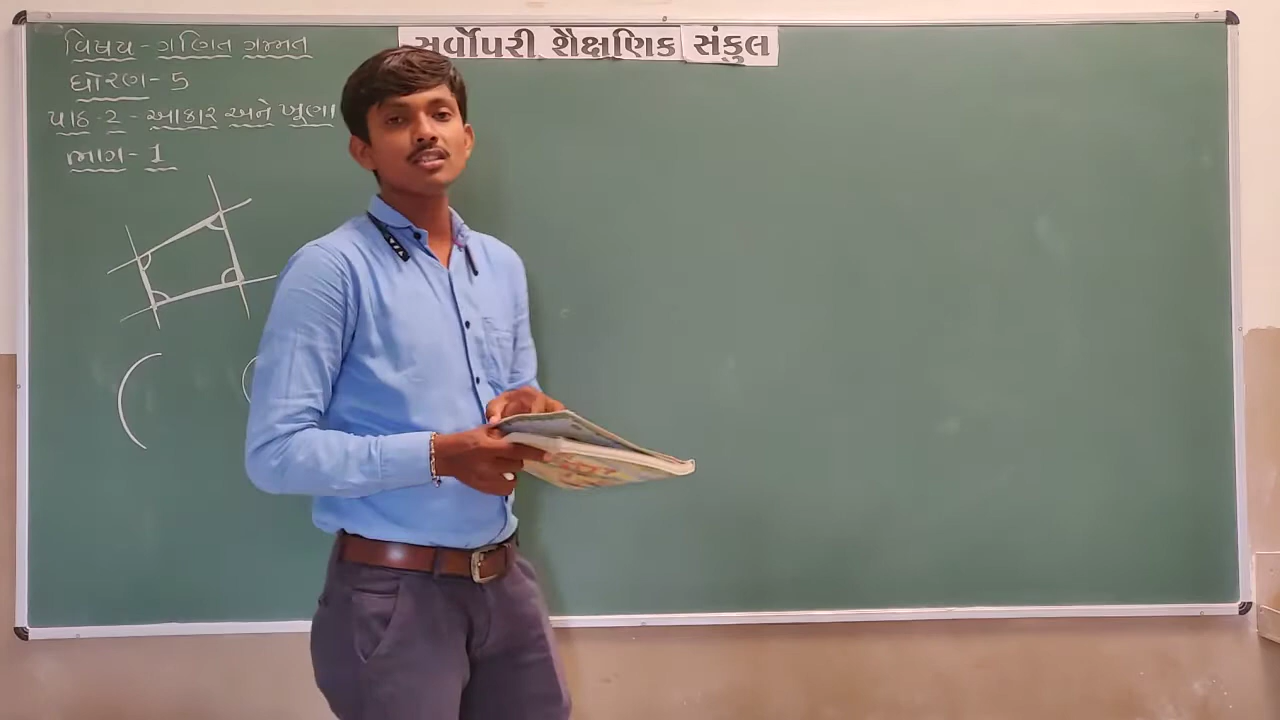 સર્વોપરી શૈક્ષણિક સંકુલ
વિષય - ગણિત ગમ્મત
ધોરણ - 5
પાઠ - 2 - આકાર અને ખૂણા
ભાગ - 1